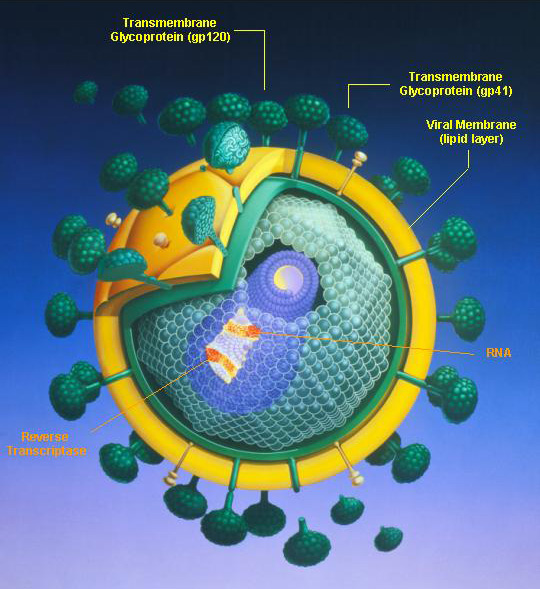 Transmembrane
Glycoprotein (gp120)
Transmembrane
Glycoprotein (gp41)
Viral Membrane
(lipid layer)
RNA
Reverse
Transcriptase